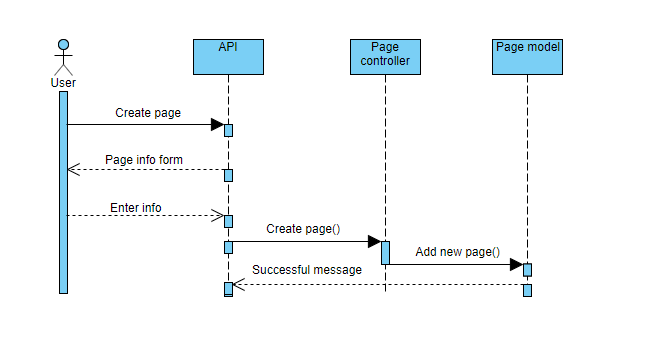 API
Page
controller
Page model
User
Create page
Page info form
Enter info
Create page()
Add new page()
Successful message